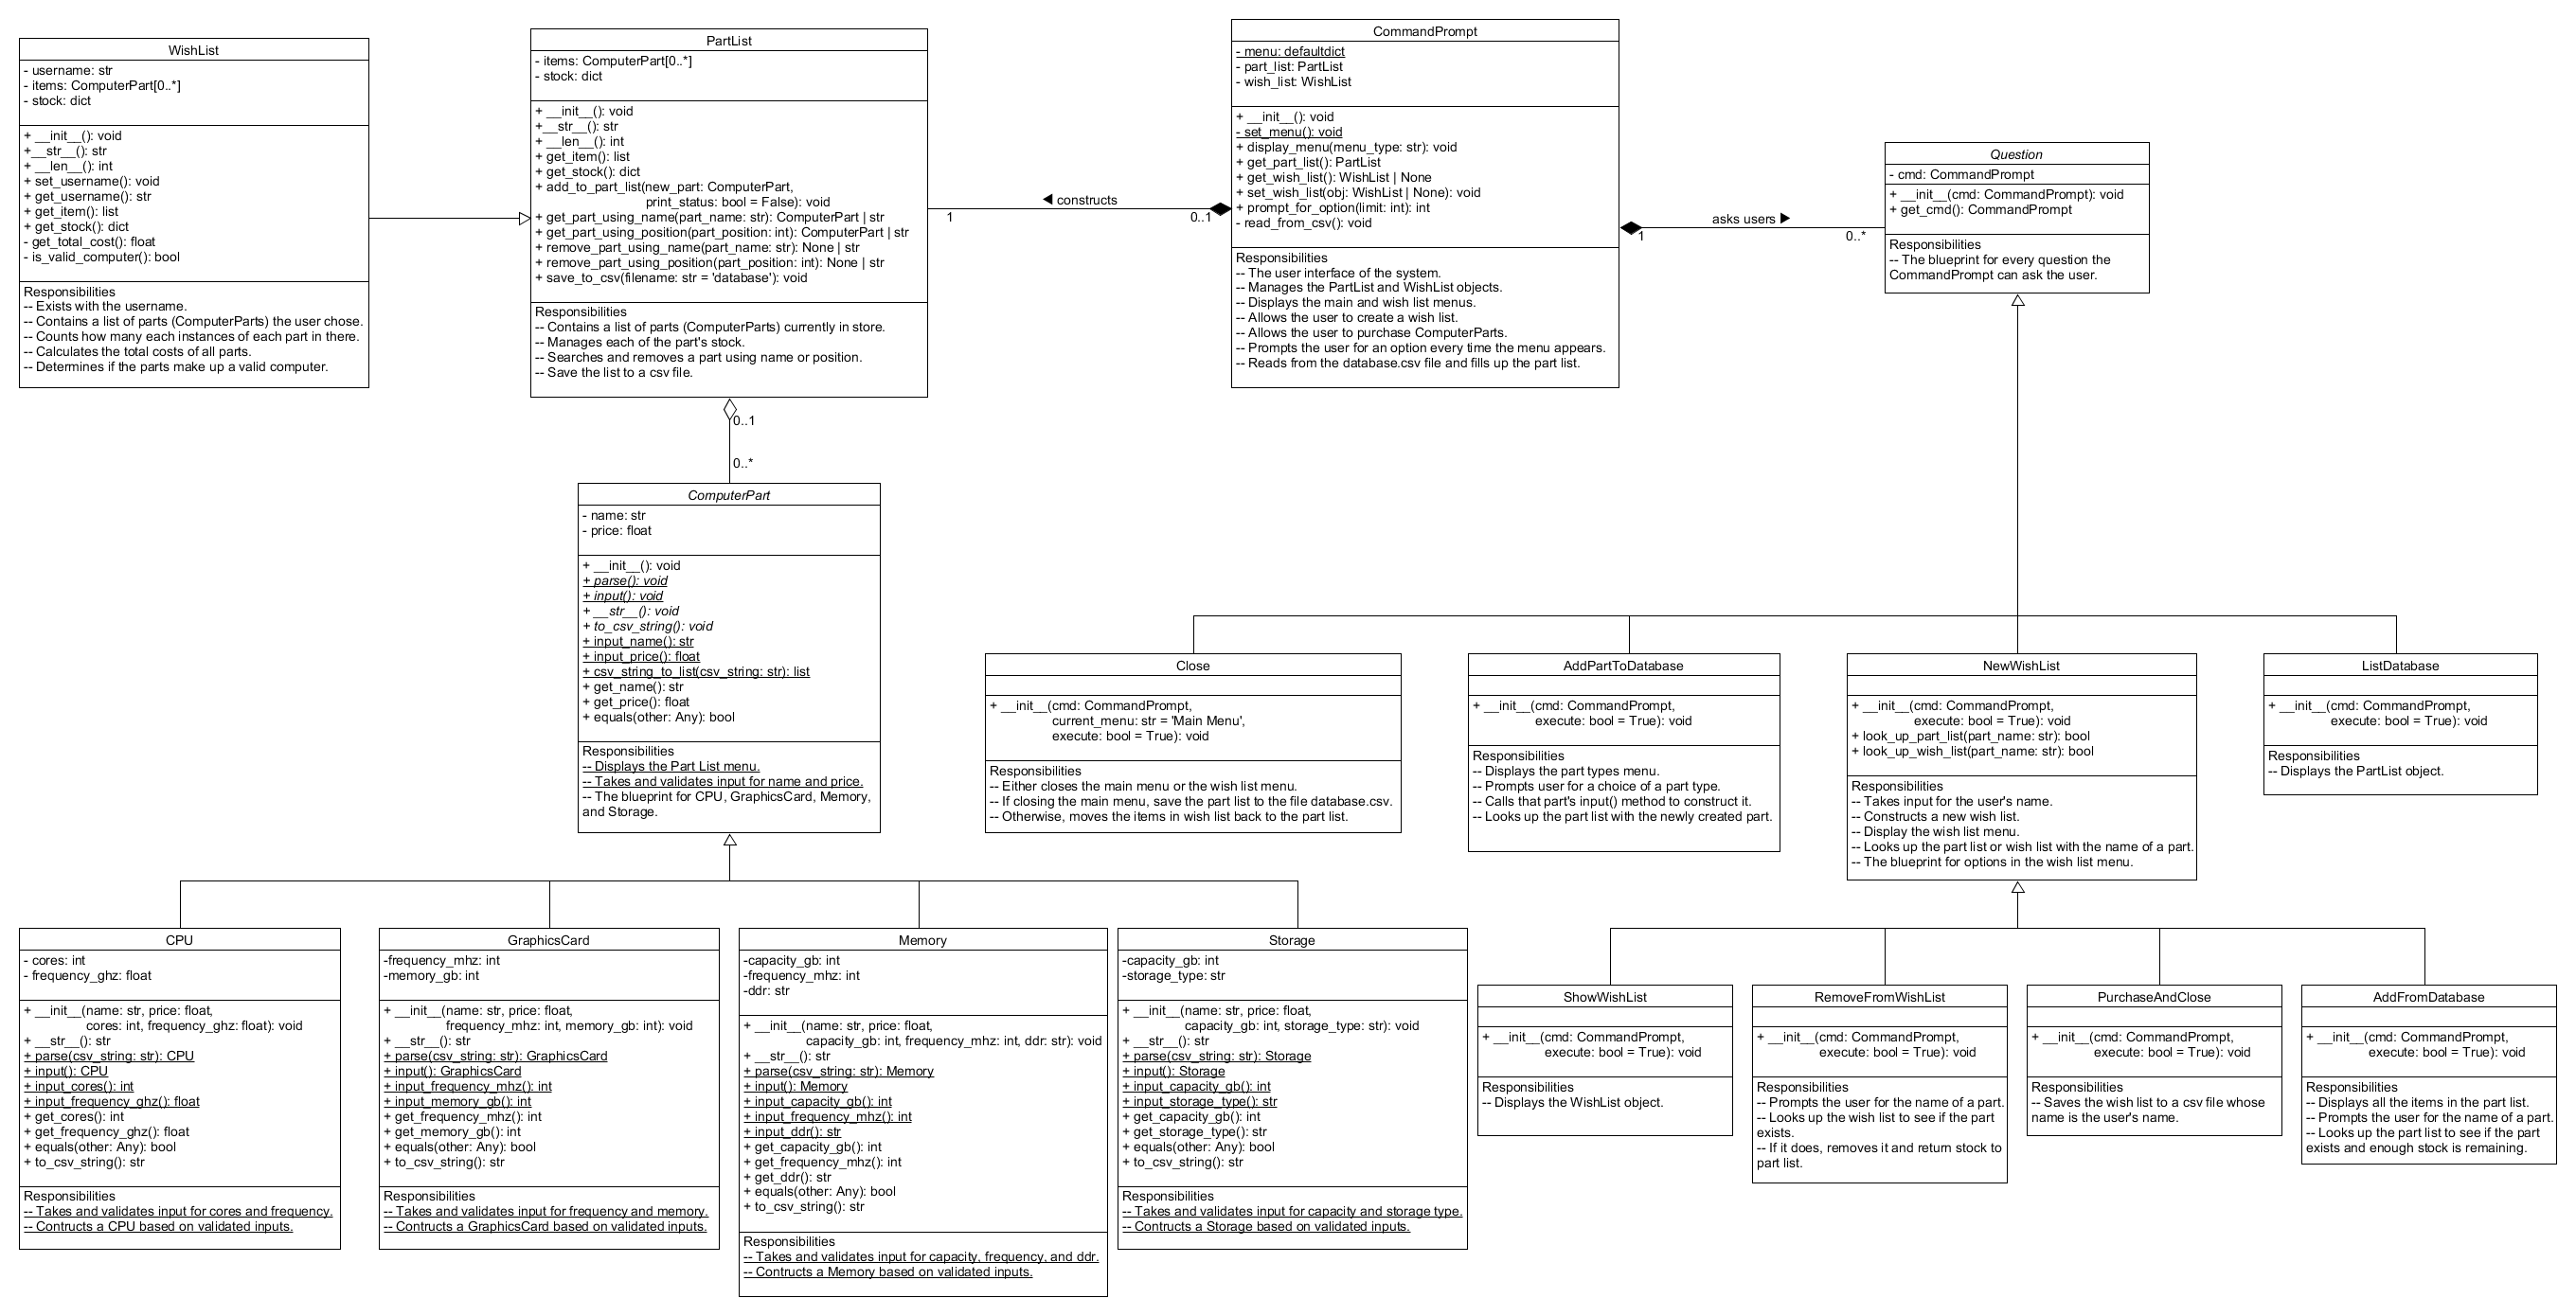 WishList
- username: str
- items: ComputerPart[0..*]
- stock: dict
+ __init__(): void
+__str__(): str
+ __len__(): int
+ set_username(): void
+ get_username(): str
+ get_item(): list
+ get_stock(): dict
- get_total_cost(): float
- is_valid_computer(): bool
Responsibilities
-- Exists with the username.
-- Contains a list of parts (ComputerParts) the user chose.
-- Counts how many each instances of each part in there.
-- Calculates the total costs of all parts.
-- Determines if the parts make up a valid computer.
PartList
- items: ComputerPart[0..*]
- stock: dict
+ __init__(): void
+__str__(): str
+ __len__(): int
+ get_item(): list
+ get_stock(): dict
+ add_to_part_list(new_part: ComputerPart,
print_status: bool = False): void
+ get_part_using_name(part_name: str): ComputerPart | str
+ get_part_using_position(part_position: int): ComputerPart | str
+ remove_part_using_name(part_name: str): None | str
+ remove_part_using_position(part_position: int): None | str
+ save_to_csv(filename: str = 'database'): void
Responsibilities
-- Contains a list of parts (ComputerParts) currently in store.
-- Manages each of the part's stock.
-- Searches and removes a part using name or position.
-- Save the list to a csv file.
◀ constructs
1
0..1
CommandPrompt
- menu: defaultdict
- part_list: PartList
- wish_list: WishList
+ __init__(): void
- set_menu(): void
+ display_menu(menu_type: str): void
+ get_part_list(): PartList
+ get_wish_list(): WishList | None
+ set_wish_list(obj: WishList | None): void
+ prompt_for_option(limit: int): int
- read_from_csv(): void
Responsibilities
-- The user interface of the system.
-- Manages the PartList and WishList objects.
-- Displays the main and wish list menus.
-- Allows the user to create a wish list.
-- Allows the user to purchase ComputerParts.
-- Prompts the user for an option every time the menu appears.
-- Reads from the database.csv file and fills up the part list.
asks users ▶
1
0..*
Question
- cmd: CommandPrompt
+ __init__(cmd: CommandPrompt): void
+ get_cmd(): CommandPrompt
Responsibilities
-- The blueprint for every question the
CommandPrompt can ask the user.
0..1
0..*
ComputerPart
- name: str
- price: float
+ __init__(): void
+ parse(): void
+ input(): void
+ __str__(): void
+ to_csv_string(): void
+ input_name(): str
+ input_price(): float
+ csv_string_to_list(csv_string: str): list
+ get_name(): str
+ get_price(): float
+ equals(other: Any): bool
Responsibilities
-- Displays the Part List menu.
-- Takes and validates input for name and price.
-- The blueprint for CPU, GraphicsCard, Memory,
and Storage.
Close
+ __init__(cmd: CommandPrompt,
current_menu: str = 'Main Menu',
execute: bool = True): void
Responsibilities
-- Either closes the main menu or the wish list menu.
-- If closing the main menu, save the part list to the file database.csv.
-- Otherwise, moves the items in wish list back to the part list.
AddPartToDatabase
+ __init__(cmd: CommandPrompt,
execute: bool = True): void
Responsibilities
-- Displays the part types menu.
-- Prompts user for a choice of a part type.
-- Calls that part's input() method to construct it.
-- Looks up the part list with the newly created part.
NewWishList
+ __init__(cmd: CommandPrompt,
execute: bool = True): void
+ look_up_part_list(part_name: str): bool
+ look_up_wish_list(part_name: str): bool
Responsibilities
-- Takes input for the user's name.
-- Constructs a new wish list.
-- Display the wish list menu.
-- Looks up the part list or wish list with the name of a part.
-- The blueprint for options in the wish list menu.
ListDatabase
+ __init__(cmd: CommandPrompt,
execute: bool = True): void
Responsibilities
-- Displays the PartList object.
CPU
- cores: int
- frequency_ghz: float
+ __init__(name: str, price: float,
cores: int, frequency_ghz: float): void
+ __str__(): str
+ parse(csv_string: str): CPU
+ input(): CPU
+ input_cores(): int
+ input_frequency_ghz(): float
+ get_cores(): int
+ get_frequency_ghz(): float
+ equals(other: Any): bool
+ to_csv_string(): str
Responsibilities
-- Takes and validates input for cores and frequency.
-- Contructs a CPU based on validated inputs.
GraphicsCard
-frequency_mhz: int
-memory_gb: int
+ __init__(name: str, price: float,
frequency_mhz: int, memory_gb: int): void
+ __str__(): str
+ parse(csv_string: str): GraphicsCard
+ input(): GraphicsCard
+ input_frequency_mhz(): int
+ input_memory_gb(): int
+ get_frequency_mhz(): int
+ get_memory_gb(): int
+ equals(other: Any): bool
+ to_csv_string(): str
Responsibilities
-- Takes and validates input for frequency and memory.
-- Contructs a GraphicsCard based on validated inputs.
Memory
-capacity_gb: int
-frequency_mhz: int
-ddr: str
+ __init__(name: str, price: float,
capacity_gb: int, frequency_mhz: int, ddr: str): void
+ __str__(): str
+ parse(csv_string: str): Memory
+ input(): Memory
+ input_capacity_gb(): int
+ input_frequency_mhz(): int
+ input_ddr(): str
+ get_capacity_gb(): int
+ get_frequency_mhz(): int
+ get_ddr(): str
+ equals(other: Any): bool
+ to_csv_string(): str
Responsibilities
-- Takes and validates input for capacity, frequency, and ddr.
-- Contructs a Memory based on validated inputs.
Storage
-capacity_gb: int
-storage_type: str
+ __init__(name: str, price: float,
capacity_gb: int, storage_type: str): void
+ __str__(): str
+ parse(csv_string: str): Storage
+ input(): Storage
+ input_capacity_gb(): int
+ input_storage_type(): str
+ get_capacity_gb(): int
+ get_storage_type(): str
+ equals(other: Any): bool
+ to_csv_string(): str
Responsibilities
-- Takes and validates input for capacity and storage type.
-- Contructs a Storage based on validated inputs.
ShowWishList
+ __init__(cmd: CommandPrompt,
execute: bool = True): void
Responsibilities
-- Displays the WishList object.
RemoveFromWishList
+ __init__(cmd: CommandPrompt,
execute: bool = True): void
Responsibilities
-- Prompts the user for the name of a part.
-- Looks up the wish list to see if the part
exists.
-- If it does, removes it and return stock to
part list.
PurchaseAndClose
+ __init__(cmd: CommandPrompt,
execute: bool = True): void
Responsibilities
-- Saves the wish list to a csv file whose
name is the user's name.
AddFromDatabase
+ __init__(cmd: CommandPrompt,
execute: bool = True): void
Responsibilities
-- Displays all the items in the part list.
-- Prompts the user for the name of a part.
-- Looks up the part list to see if the part
exists and enough stock is remaining.